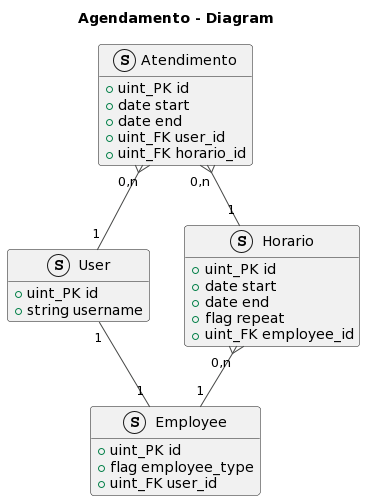 Agendamento - Diagram
S Atendimento
uint_PK id
date start
date end
uint_FK user_id
uint_FK horario_id
0,n 0,n
1 1
S User
uint_PK id
string username
S Horario
uint_PK id
date start
date end
flag repeat
uint_FK employee_id
1 0,n
1 1
S Employee
uint_PK id
flag employee_type
uint_FK user_id